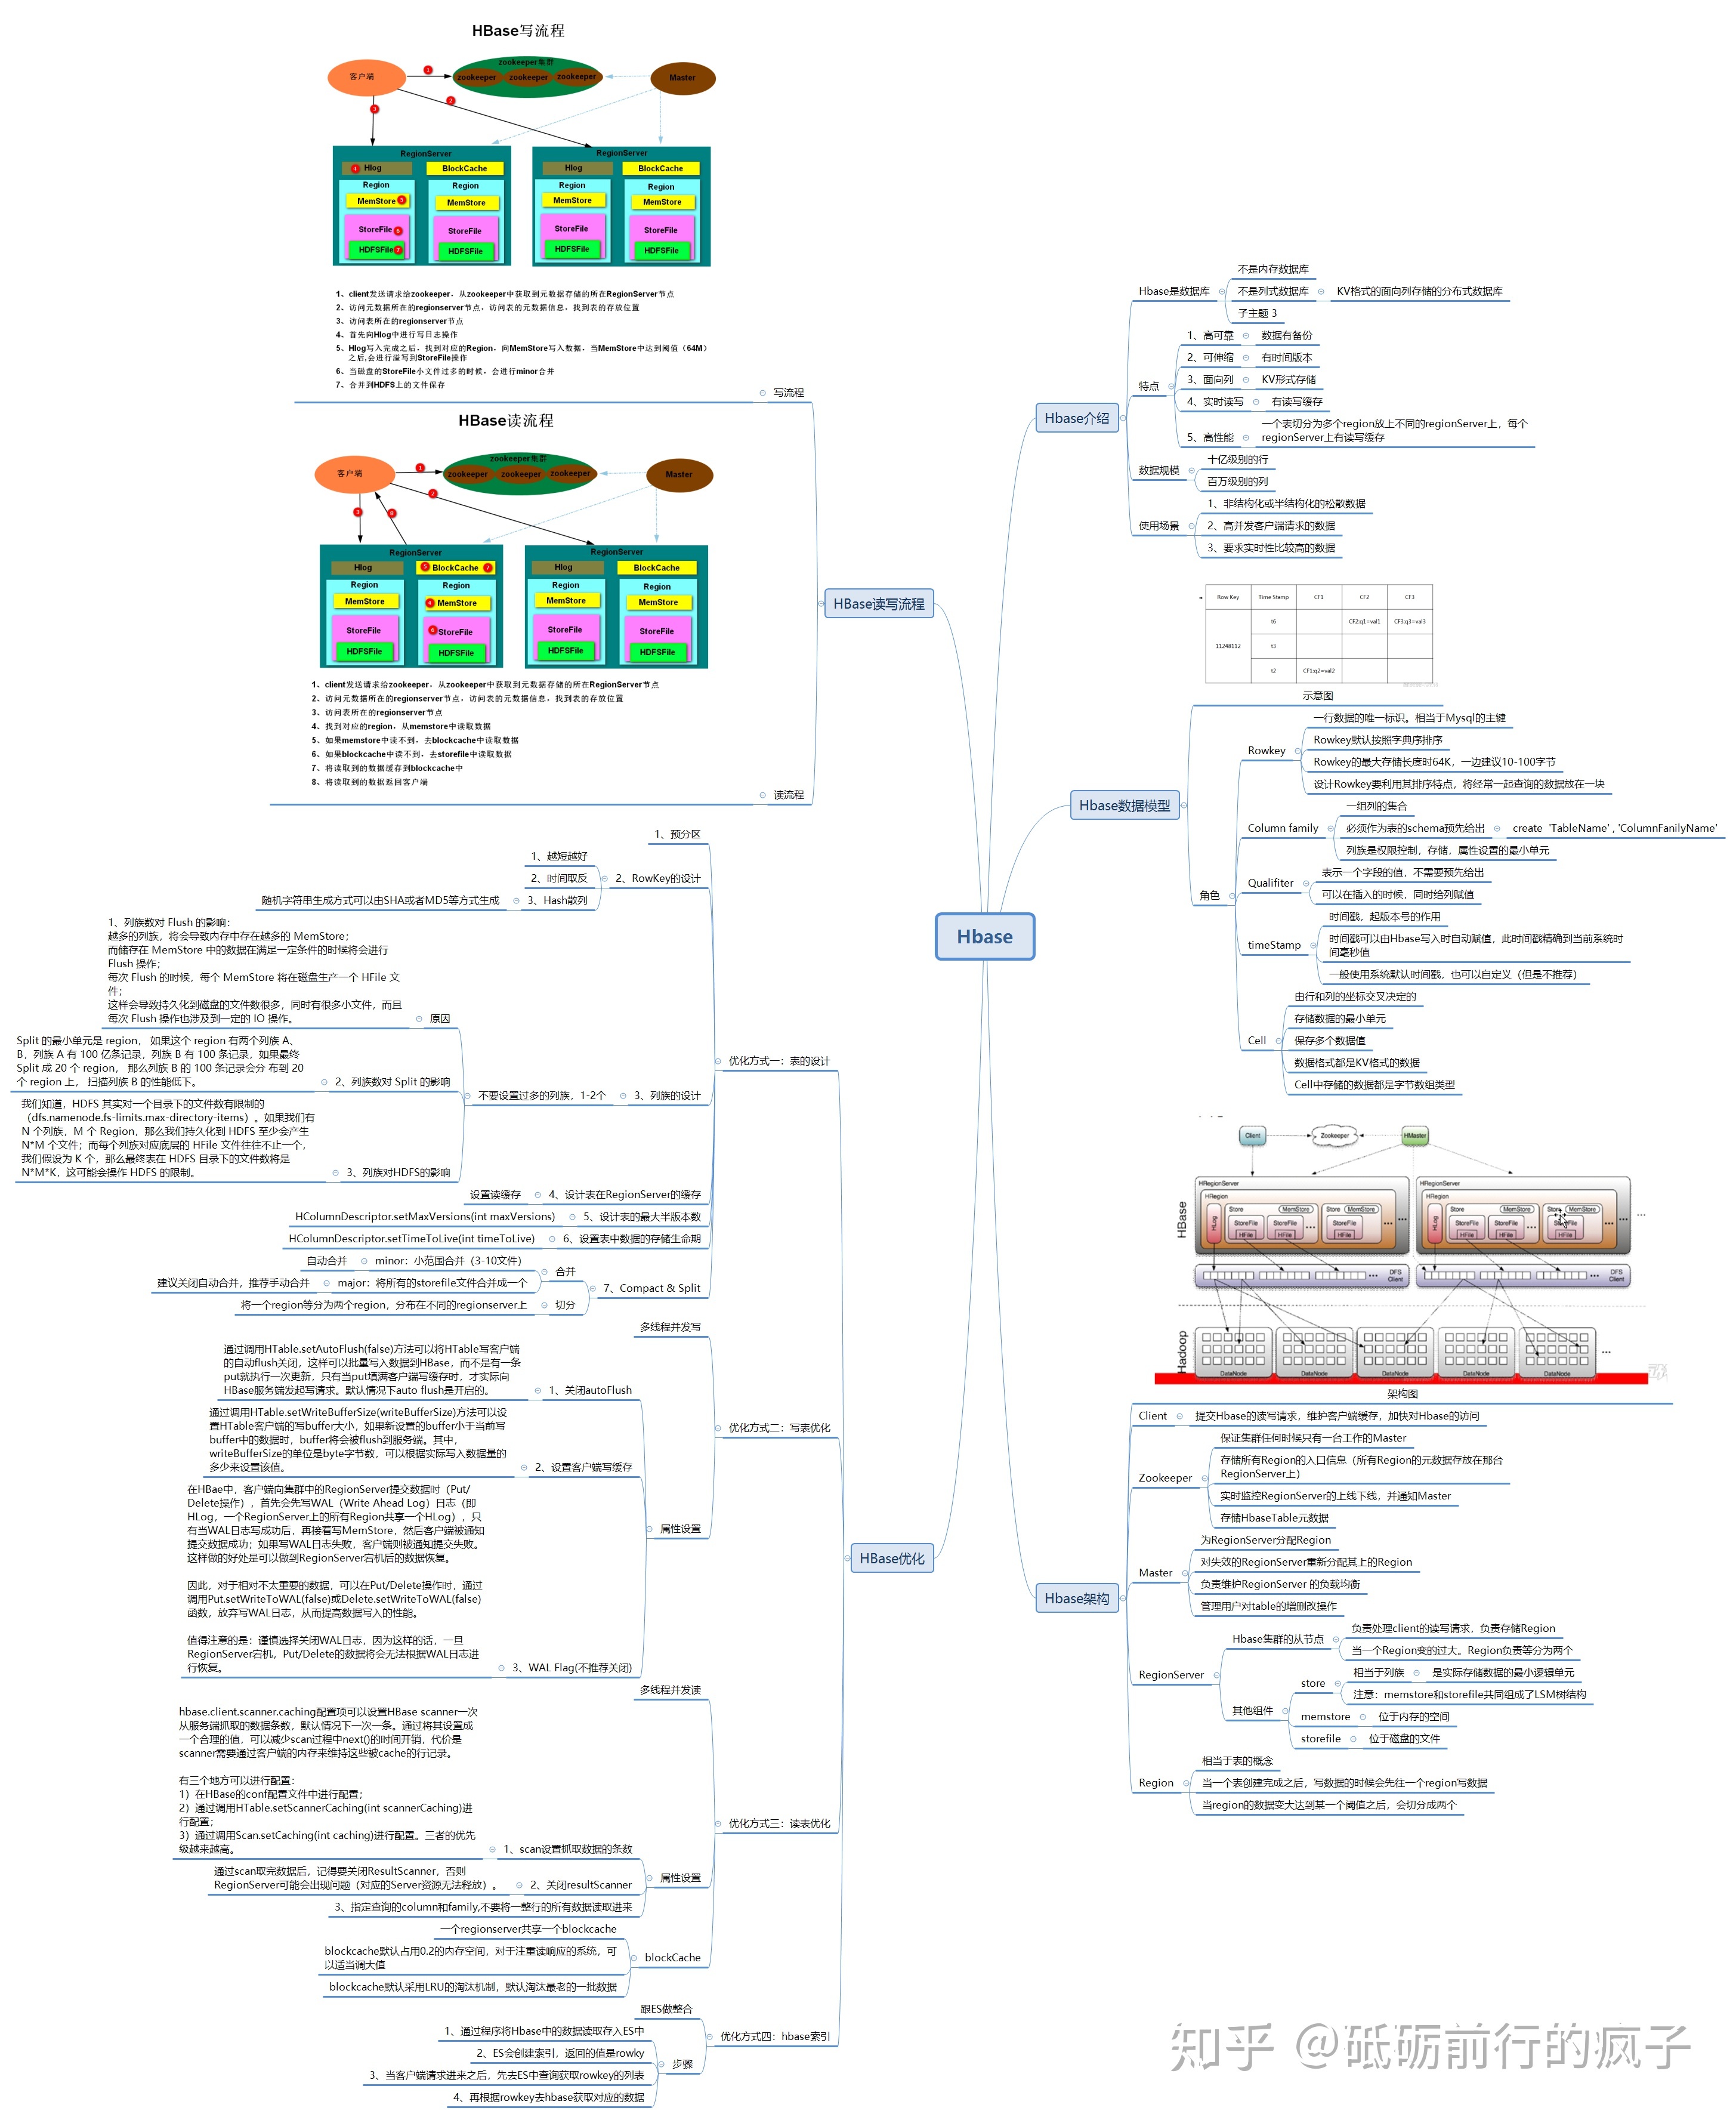 HBase写流程
客户端
1
zookeeper集群
zookeeper
zookeeper
zookeeper
Master
2
3
RegionServer
4 Hlog
BlockCache
Region
MemStore 5
StoreFile 6
HDFSFile 7
Region
MemStore
StoreFile
HDFSFile
RegionServer
Hlog
BlockCache
Region
MemStore
StoreFile
HDFSFile
Region
MemStore
StoreFile
HDFSFile
1、client发送请求给zookeeper，从zookeeper中获取到元数据存储的所在RegionServer节点
2、访问元数据所在的regionserver节点，访问表的元数据信息，找到表的存放位置
3、访问表所在的regionserver节点
4、首先向Hlog中进行写日志操作
5、Hlog写入完成之后，找到对应的Region，向MemStore写入数据，当MemStore中达到阈值（64M）
之后,会进行溢写到StoreFile操作
6、当磁盘的StoreFile小文件过多的时候，会进行minor合并
7、合并到HDFS上的文件保存
写流程
HBase读流程
客户端
1
zookeeper集群
zookeeper
zookeeper
zookeeper
Master
2
3
8
RegionServer
Hlog
5 BlockCache 7
Region
MemStore
StoreFile
HDFSFile
Region
4 MemStore
6 StoreFile
HDFSFile
RegionServer
Hlog
BlockCache
Region
MemStore
StoreFile
HDFSFile
Region
MemStore
StoreFile
HDFSFile
1、client发送请求给zookeeper，从zookeeper中获取到元数据存储的所在RegionServer节点
2、访问元数据所在的regionserver节点，访问表的元数据信息，找到表的存放位置
3、访问表所在的regionserver节点
4、找到对应的region，从memstore中读取数据
5、如果memstore中读不到，去blockcache中读取数据
6、如果blockcache中读不到，去storefile中读取数据
7、将读取到的数据缓存到blockcache中
8、将读取到的数据返回客户端
读流程
HBase读写流程
1、预分区
1、越短越好
2、时间取反
2、RowKey的设计
随机字符串生成方式可以由SHA或者MD5等方式生成
3、Hash散列
1、列族数对 Flush 的影响：
越多的列族，将会导致内存中存在越多的 MemStore；
而储存在 MemStore 中的数据在满足一定条件的时候将会进行
Flush 操作；
每次 Flush 的时候，每个 MemStore 将在磁盘生产一个 HFile 文
件；
这样会导致持久化到磁盘的文件数很多，同时有很多小文件，而且
每次 Flush 操作也涉及到一定的 IO 操作。
原因
Split 的最小单元是 region， 如果这个 region 有两个列族 A、
B，列族 A 有 100 亿条记录，列族 B 有 100 条记录，如果最终
Split 成 20 个 region， 那么列族 B 的 100 条记录会分 布到 20
个 region 上， 扫描列族 B 的性能低下。
2、列族数对 Split 的影响
不要设置过多的列族，1-2个
3、列族的设计
我们知道，HDFS 其实对一个目录下的文件数有限制的
（dfs.namenode.fs-limits.max-directory-items）。如果我们有
N 个列族，M 个 Region，那么我们持久化到 HDFS 至少会产生
N*M 个文件；而每个列族对应底层的 HFile 文件往往不止一个，
我们假设为 K 个，那么最终表在 HDFS 目录下的文件数将是
N*M*K，这可能会操作 HDFS 的限制。
3、列族对HDFS的影响
设置读缓存
4、设计表在RegionServer的缓存
HColumnDescriptor.setMaxVersions(int maxVersions)
5、设计表的最大半版本数
HColumnDescriptor.setTimeToLive(int timeToLive)
6、设置表中数据的存储生命期
自动合并
minor：小范围合并（3-10文件）
合并
建议关闭自动合并，推荐手动合并
major：将所有的storefile文件合并成一个
7、Compact & Split
将一个region等分为两个region，分布在不同的regionserver上
切分
优化方式一：表的设计
多线程并发写
通过调用HTable.setAutoFlush(false)方法可以将HTable写客户端
的自动flush关闭，这样可以批量写入数据到HBase，而不是有一条
put就执行一次更新，只有当put填满客户端写缓存时，才实际向
HBase服务端发起写请求。默认情况下auto flush是开启的。
1、关闭autoFlush
通过调用HTable.setWriteBufferSize(writeBufferSize)方法可以设
置HTable客户端的写buffer大小，如果新设置的buffer小于当前写
buffer中的数据时，buffer将会被flush到服务端。其中，
writeBufferSize的单位是byte字节数，可以根据实际写入数据量的
多少来设置该值。
2、设置客户端写缓存
在HBae中，客户端向集群中的RegionServer提交数据时（Put/
Delete操作），首先会先写WAL（Write Ahead Log）日志（即
HLog，一个RegionServer上的所有Region共享一个HLog），只
有当WAL日志写成功后，再接着写MemStore，然后客户端被通知
提交数据成功；如果写WAL日志失败，客户端则被通知提交失败。
这样做的好处是可以做到RegionServer宕机后的数据恢复。
因此，对于相对不太重要的数据，可以在Put/Delete操作时，通过
调用Put.setWriteToWAL(false)或Delete.setWriteToWAL(false)
函数，放弃写WAL日志，从而提高数据写入的性能。
值得注意的是：谨慎选择关闭WAL日志，因为这样的话，一旦
RegionServer宕机，Put/Delete的数据将会无法根据WAL日志进
行恢复。
3、WAL Flag(不推荐关闭)
属性设置
优化方式二：写表优化
HBase优化
多线程并发读
hbase.client.scanner.caching配置项可以设置HBase scanner一次
从服务端抓取的数据条数，默认情况下一次一条。通过将其设置成
一个合理的值，可以减少scan过程中next()的时间开销，代价是
scanner需要通过客户端的内存来维持这些被cache的行记录。
有三个地方可以进行配置：
1）在HBase的conf配置文件中进行配置；
2）通过调用HTable.setScannerCaching(int scannerCaching)进
行配置；
3）通过调用Scan.setCaching(int caching)进行配置。三者的优先
级越来越高。
1、scan设置抓取数据的条数
通过scan取完数据后，记得要关闭ResultScanner，否则
RegionServer可能会出现问题（对应的Server资源无法释放）。
2、关闭resultScanner
3、指定查询的column和family,不要将一整行的所有数据读取进来
属性设置
一个regionserver共享一个blockcache
blockcache默认占用0.2的内存空间，对于注重读响应的系统，可
以适当调大值
blockcache默认采用LRU的淘汰机制，默认淘汰最老的一批数据
blockCache
优化方式三：读表优化
跟ES做整合
1、通过程序将Hbase中的数据读取存入ES中
2、ES会创建索引，返回的值是rowky
3、当客户端请求进来之后，先去ES中查询获取rowkey的列表
4、再根据rowkey去hbase获取对应的数据
步骤
优化方式四：hbase索引
Hbase
Hbase介绍
Hbase是数据库
不是内存数据库
不是列式数据库
KV格式的面向列存储的分布式数据库
子主题 3
特点
1、高可靠
数据有备份
2、可伸缩
有时间版本
3、面向列
KV形式存储
4、实时读写
有读写缓存
5、高性能
一个表切分为多个region放上不同的regionServer上，每个
regionServer上有读写缓存
数据规模
十亿级别的行
百万级别的列
使用场景
1、非结构化或半结构化的松散数据
2、高并发客户端请求的数据
3、要求实时性比较高的数据
Row Key
Time Stamp
CF1
CF2
CF3
11248112
t6
CF2:q1=val1
CF3:q3=val3
t3
t2
CF1:q2=val2
示意图
Hbase数据模型
角色
Rowkey
一行数据的唯一标识。相当于Mysql的主键
Rowkey默认按照字典序排序
Rowkey的最大存储长度时64K，一边建议10-100字节
设计Rowkey要利用其排序特点，将经常一起查询的数据放在一块
Column family
一组列的集合
必须作为表的schema预先给出
create 'TableName' , 'ColumnFanilyName'
列族是权限控制，存储，属性设置的最小单元
Qualifiter
表示一个字段的值，不需要预先给出
可以在插入的时候，同时给列赋值
timeStamp
时间戳，起版本号的作用
时间戳可以由Hbase写入时自动赋值，此时间戳精确到当前系统时
间毫秒值
一般使用系统默认时间戳，也可以自定义（但是不推荐）
Cell
由行和列的坐标交叉决定的
存储数据的最小单元
保存多个数据值
数据格式都是KV格式的数据
Cell中存储的数据都是字节数组类型
Client
Zookeeper
HMaster
HBase
HRegionServer
HRegion
HLog
Store
MemStore
StoreFile
StoreFile
HFile
HFile
Store
MemStore
StoreFile
HFile
HRegionServer
HRegion
HLog
Store
MemStore
StoreFile
StoreFile
HFile
HFile
Store
MemStore
HFile
DFS
Client
DFS
Client
Hadoop
DataNode
DataNode
DataNode
DataNode
DataNode
架构图
Hbase架构
Client
提交Hbase的读写请求，维护客户端缓存，加快对Hbase的访问
Zookeeper
保证集群任何时候只有一台工作的Master
存储所有Region的入口信息（所有Region的元数据存放在那台
RegionServer上）
实时监控RegionServer的上线下线，并通知Master
存储HbaseTable元数据
Master
为RegionServer分配Region
对失效的RegionServer重新分配其上的Region
负责维护RegionServer 的负载均衡
管理用户对table的增删改操作
RegionServer
Hbase集群的从节点
负责处理client的读写请求，负责存储Region
当一个Region变的过大。Region负责等分为两个
其他组件
store
相当于列族
是实际存储数据的最小逻辑单元
注意：memstore和storefile共同组成了LSM树结构
memstore
位于内存的空间
storefile
位于磁盘的文件
Region
相当于表的概念
当一个表创建完成之后，写数据的时候会先往一个region写数据
当region的数据变大达到某一个阈值之后，会切分成两个
知乎 @砥砺前行的疯子